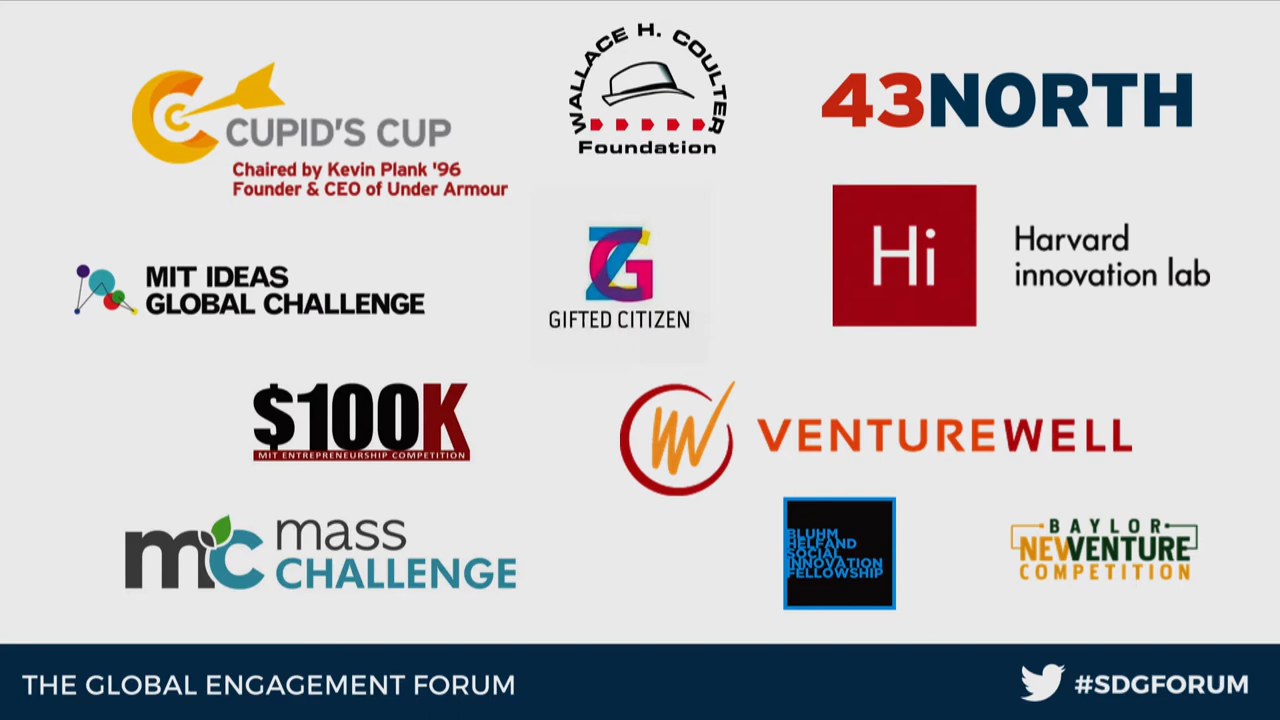 CUPID'S CUP
Chaired by Kevin Plank '96
Founder & CEO of Under Armour
WALLACE H. COULTER
Foundation
43NORTH
MIT IDEAS
GLOBAL CHALLENGE
GIFTED CITIZEN
Hi
Harvard
innovation lab
$100K
MIT ENTREPRENEURSHIP COMPETITION
VENTUREWELL
mc
mass
CHALLENGE
BLUHM
HELFAND
SOCIAL
INNOVATION
FELLOWSHIP
BAYLOR
NEW VENTURE
COMPETITION
THE GLOBAL ENGAGEMENT FORUM
#SDGFORUM